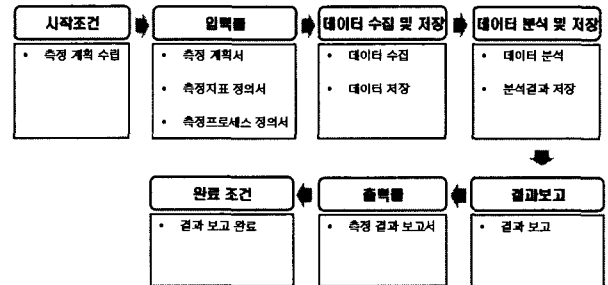 시작조건
• 측정 계획 수립
입력물
• 측정 계획서
• 측정지표 정의서
• 측정프로세스 정의서
데이터 수집 및 저장
• 데이터 수집
• 데이터 저장
데이터 분석 및 저장
• 데이터 분석
• 분석결과 저장
결과보고
• 결과 보고
출력물
• 측정 결과 보고서
완료 조건
• 결과 보고 완료